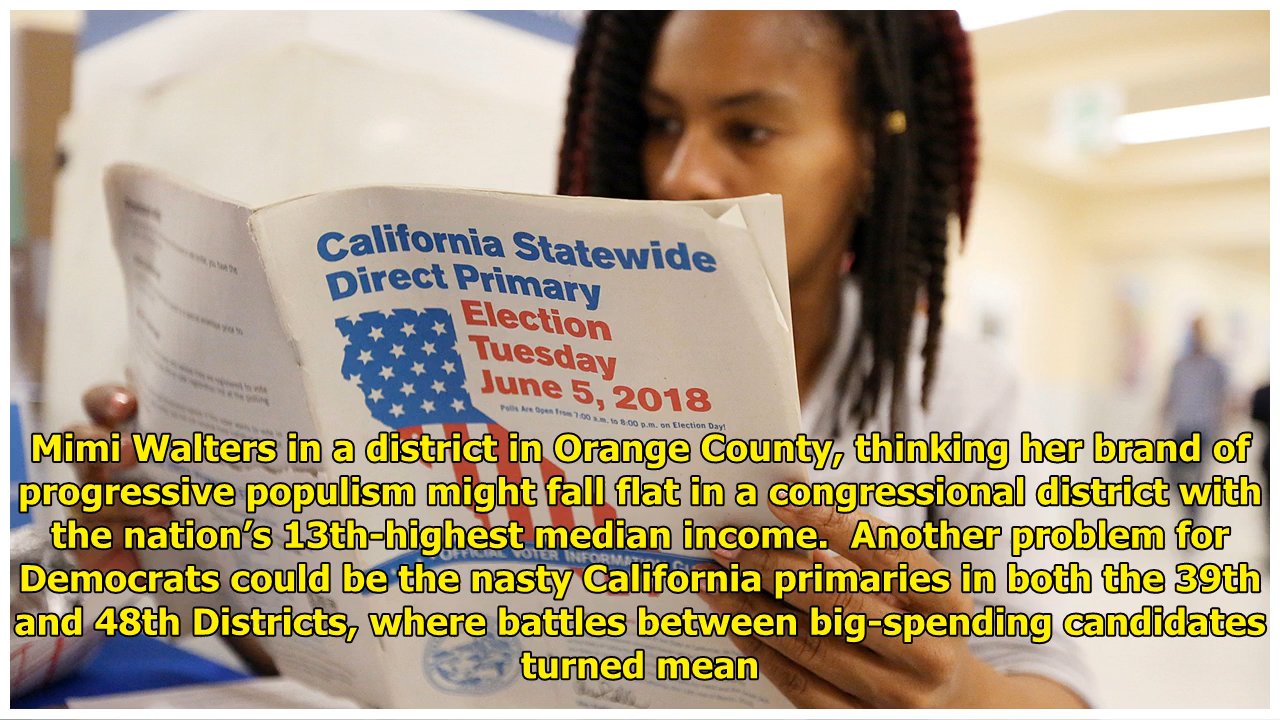 California Statewide
Direct Primary
Election
Tuesday
June 5, 2018
Polls Are Open From 7:00 a.m. to 8:00 p.m. on Election Day!
Mimi Walters in a district in Orange County, thinking her brand of
progressive populism might fall flat in a congressional district with
the nation’s 13th-highest median income.  Another problem for
OFFICIAL VOTER INFORMATION
Democrats could be the nasty California primaries in both the 39th
and 48th Districts, where battles between big-spending candidates
turned mean